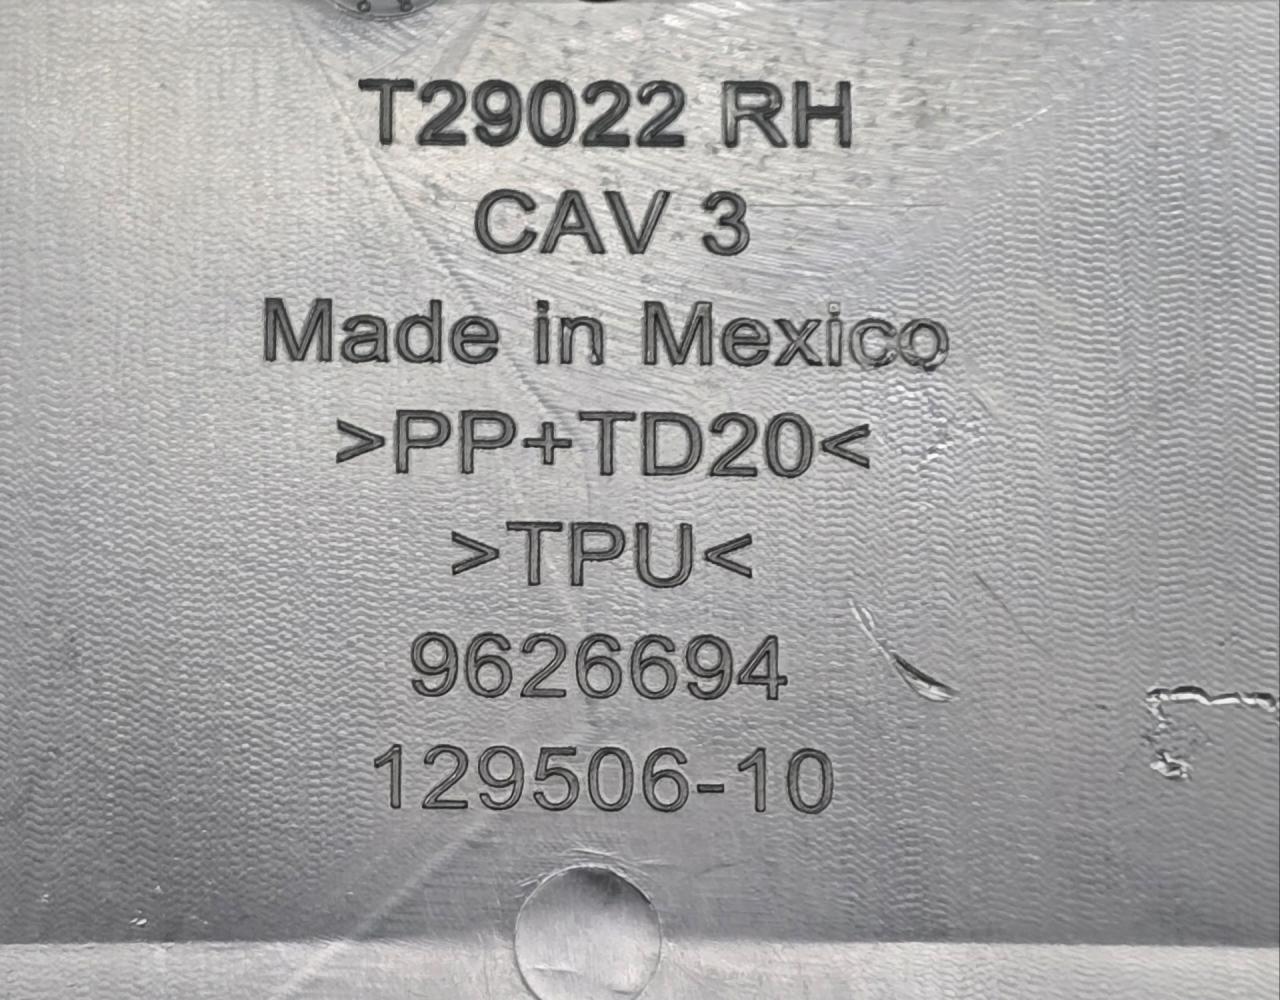 T29022 RH
CAV 3
Made in Mexico
>PP+TD20<
>TPU<
9626694
129506-10